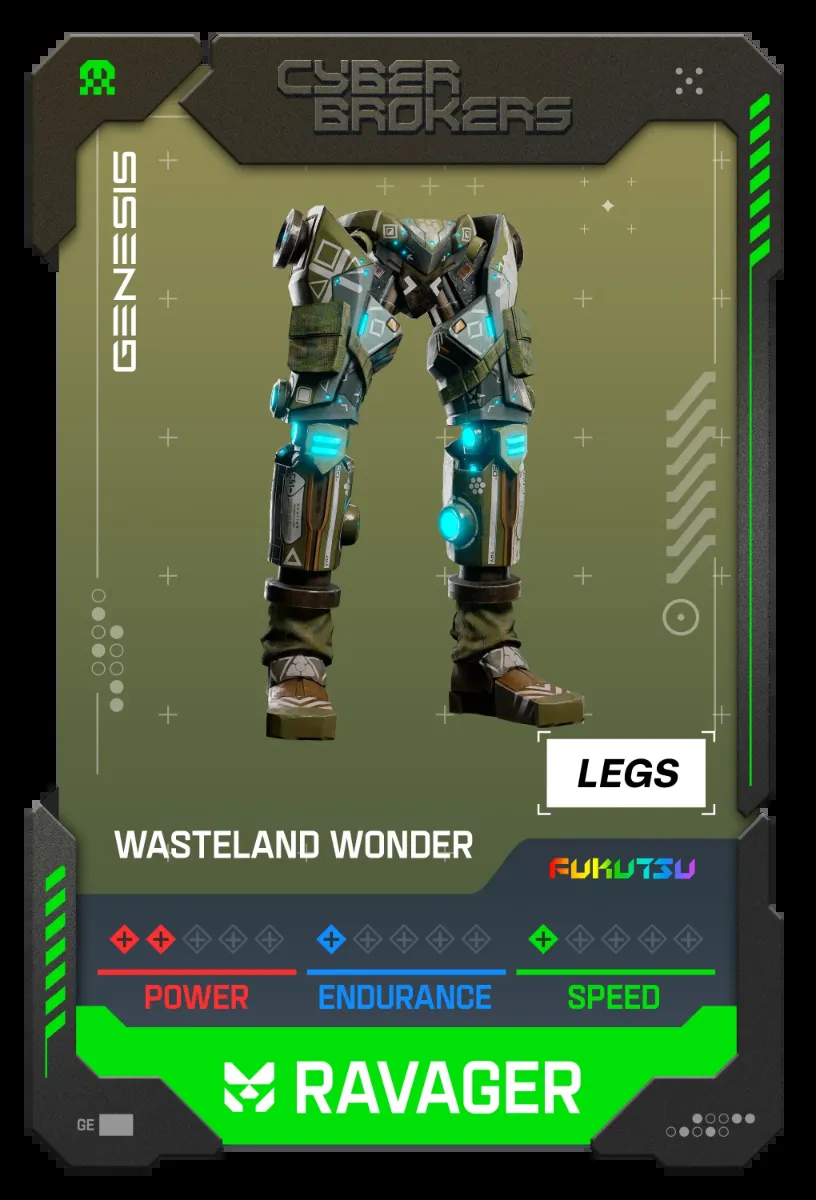 CYBER
BROKERS
GENESIS
LEGS
WASTELAND WONDER
FUKUTSU
POWER
ENDURANCE
SPEED
RAVAGER
GE